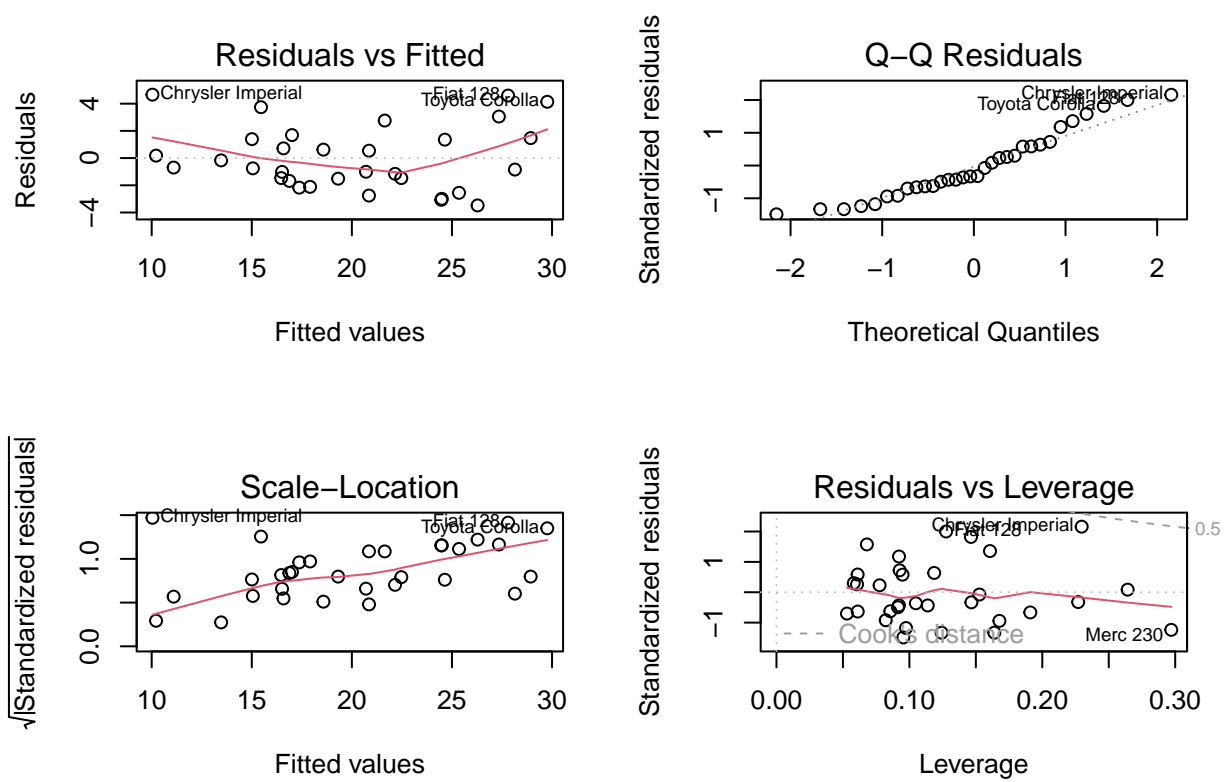 Residuals vs Fitted
Residuals
4
0
−4
Chrysler Imperial
Fiat 128
Toyota Corolla
10 15 20 25 30
Fitted values
Q−Q Residuals
Standardized residuals
1
−1
Chrysler Imperial
Fiat 128
Toyota Corolla
−2 −1 0 1 2
Theoretical Quantiles
Scale−Location
√|Standardized residuals|
1.0
0.0
Chrysler Imperial
Fiat 128
Toyota Corolla
10 15 20 25 30
Fitted values
Residuals vs Leverage
Standardized residuals
1
−1
Chrysler Imperial
Fiat 128
0.5
Cook's distance
Merc 230
0.00 0.10 0.20 0.30
Leverage